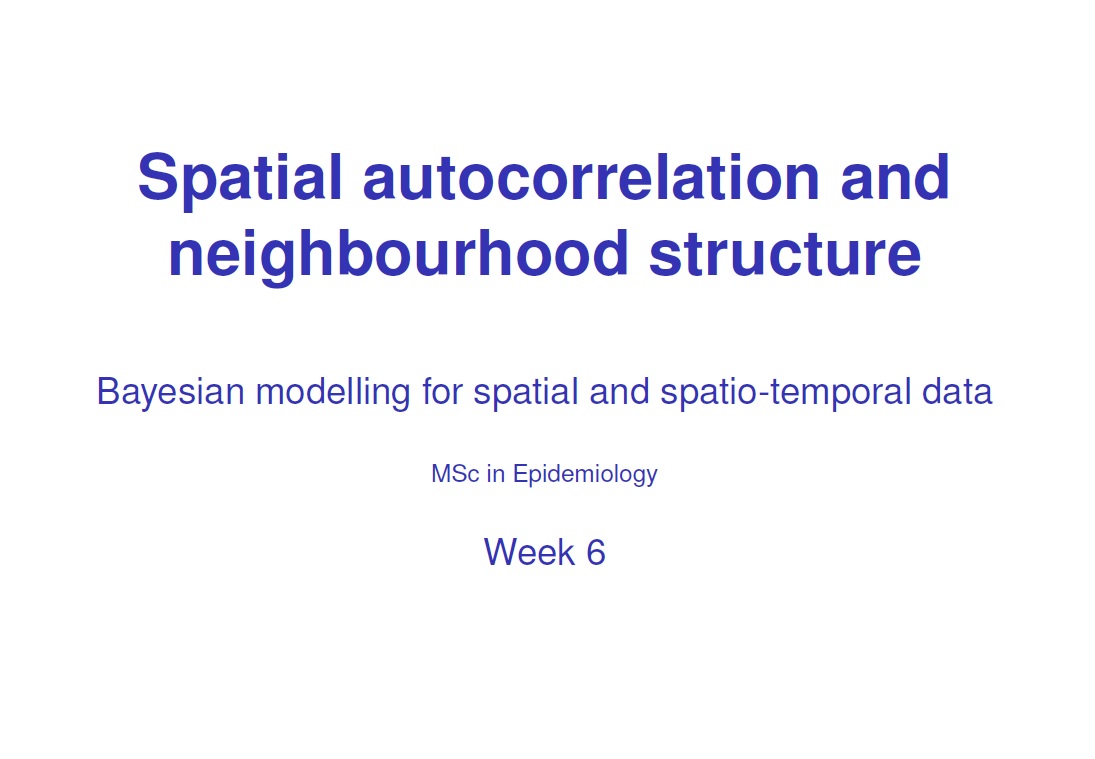 Spatial autocorrelation and
neighbourhood structure
Bayesian modelling for spatial and spatio-temporal data
MSc in Epidemiology
Week 6